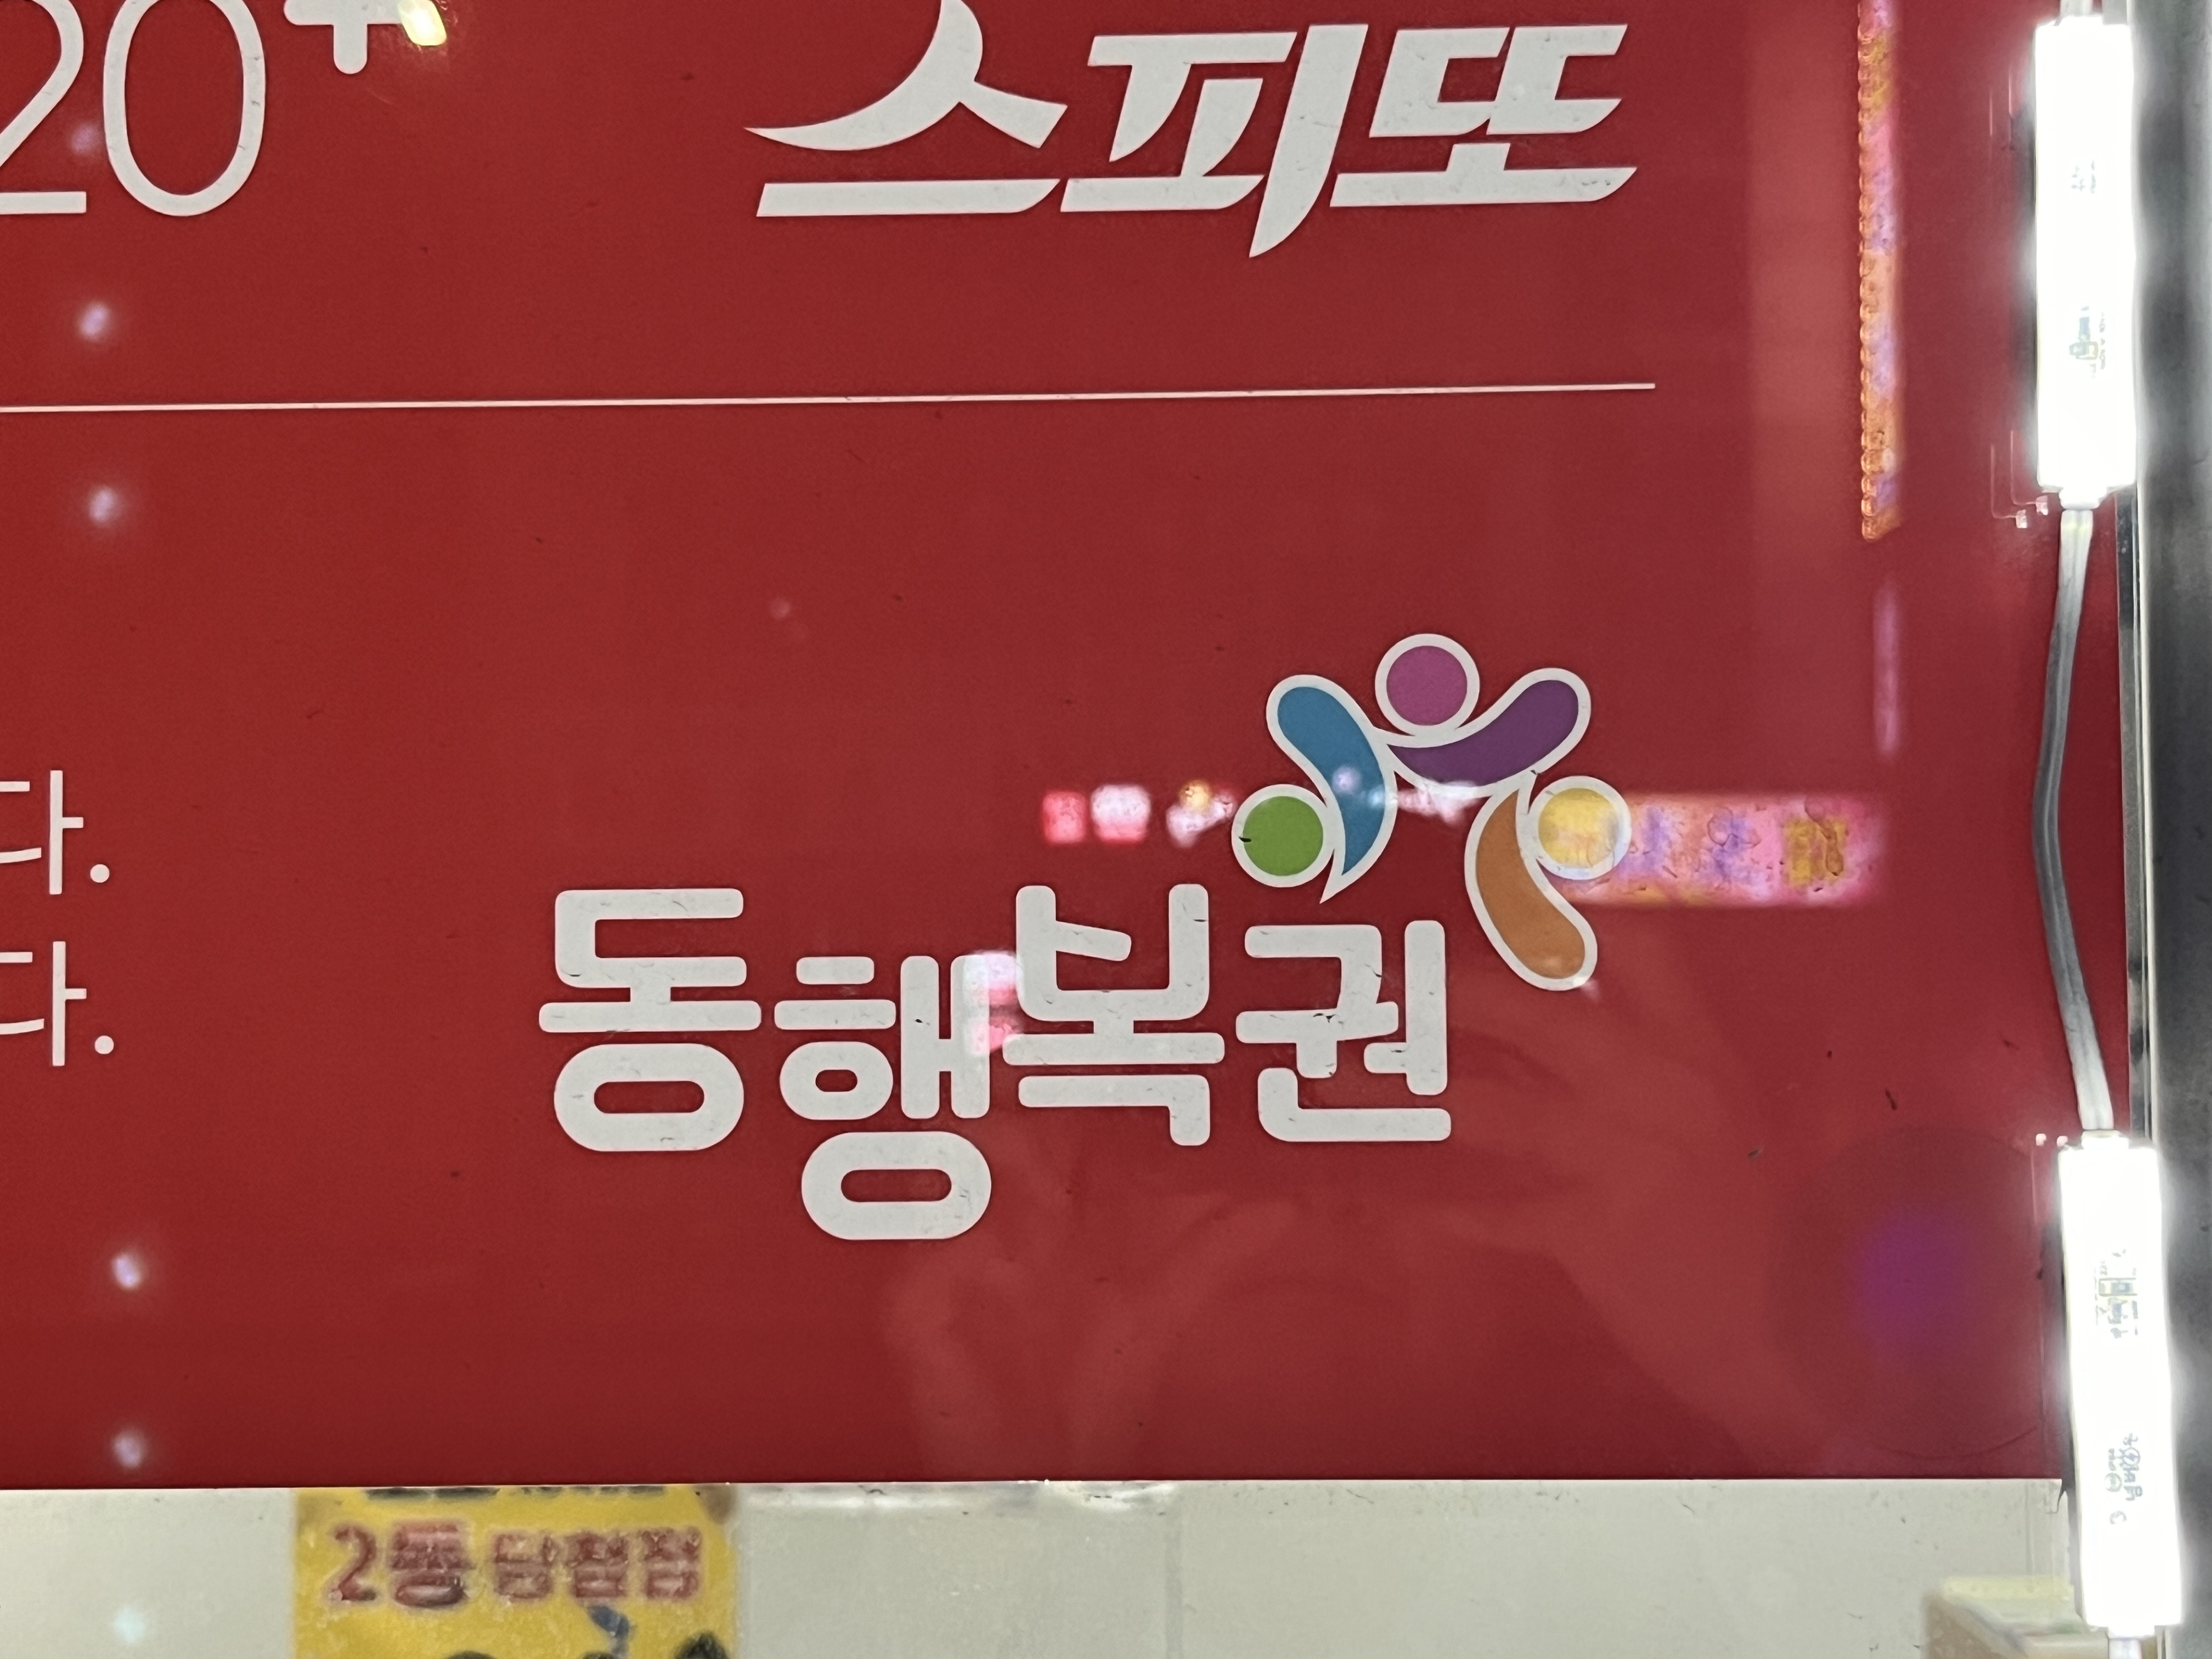 20+ 스피또
다.
다.
동행복권
2등 당첨점